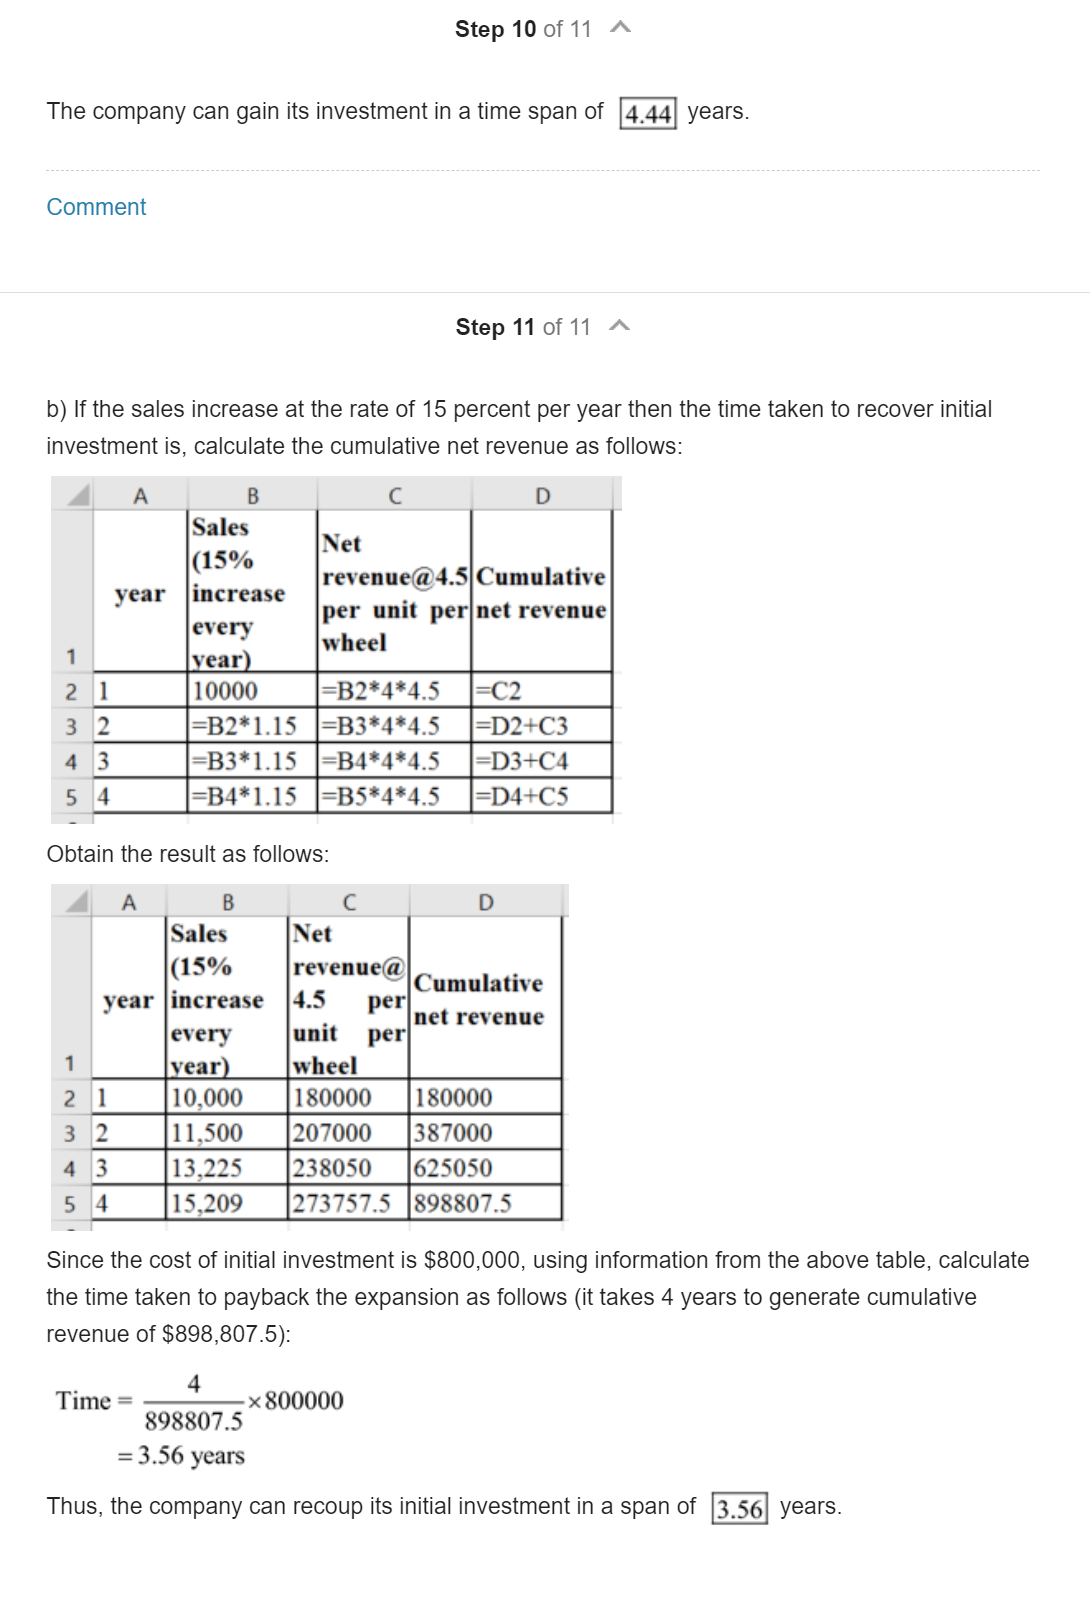 Step 10 of 11
The company can gain its investment in a time span of 4.44 years.
Comment
Step 11 of 11
b) If the sales increase at the rate of 15 percent per year then the time taken to recover initial
investment is, calculate the cumulative net revenue as follows:
A B C D
1 year Sales (15% increase every year) Net revenue@4.5 per unit per wheel Cumulative net revenue
2 1 10000 =B2*4*4.5 =C2
3 2 =B2*1.15 =B3*4*4.5 =D2+C3
4 3 =B3*1.15 =B4*4*4.5 =D3+C4
5 4 =B4*1.15 =B5*4*4.5 =D4+C5
Obtain the result as follows:
A B C D
1 year Sales (15% increase every year) Net revenue@ 4.5 per unit per wheel Cumulative net revenue
2 1 10,000 180000 180000
3 2 11,500 207000 387000
4 3 13,225 238050 625050
5 4 15,209 273757.5 898807.5
Since the cost of initial investment is $800,000, using information from the above table, calculate
the time taken to payback the expansion as follows (it takes 4 years to generate cumulative
revenue of $898,807.5):
Time = 4/898807.5 ×800000
= 3.56 years
Thus, the company can recoup its initial investment in a span of 3.56 years.